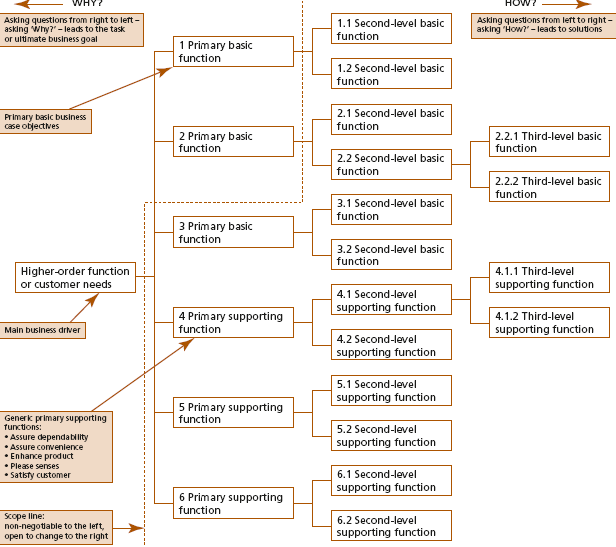 WHY?
HOW?
Asking questions from right to left –
asking ‘Why?’ – leads to the task
or ultimate business goal
Asking questions from left to right –
asking ‘How?’ – leads to solutions
1 Primary basic
function
1.1 Second-level basic
function
1.2 Second-level basic
function
Primary basic business
case objectives
2 Primary basic
function
2.1 Second-level basic
function
2.2 Second-level basic
function
2.2.1 Third-level basic
function
2.2.2 Third-level basic
function
3 Primary basic
function
3.1 Second-level basic
function
3.2 Second-level basic
function
Higher-order function
or customer needs
Main business driver
4 Primary supporting
function
4.1 Second-level
supporting function
4.2 Second-level
supporting function
4.1.1 Third-level
supporting function
4.1.2 Third-level
supporting function
Generic primary supporting
functions:
• Assure dependability
• Assure convenience
• Enhance product
• Please senses
• Satisfy customer
5 Primary supporting
function
5.1 Second-level
supporting function
5.2 Second-level
supporting function
6 Primary supporting
function
6.1 Second-level
supporting function
6.2 Second-level
supporting function
Scope line:
non-negotiable to the left,
open to change to the right